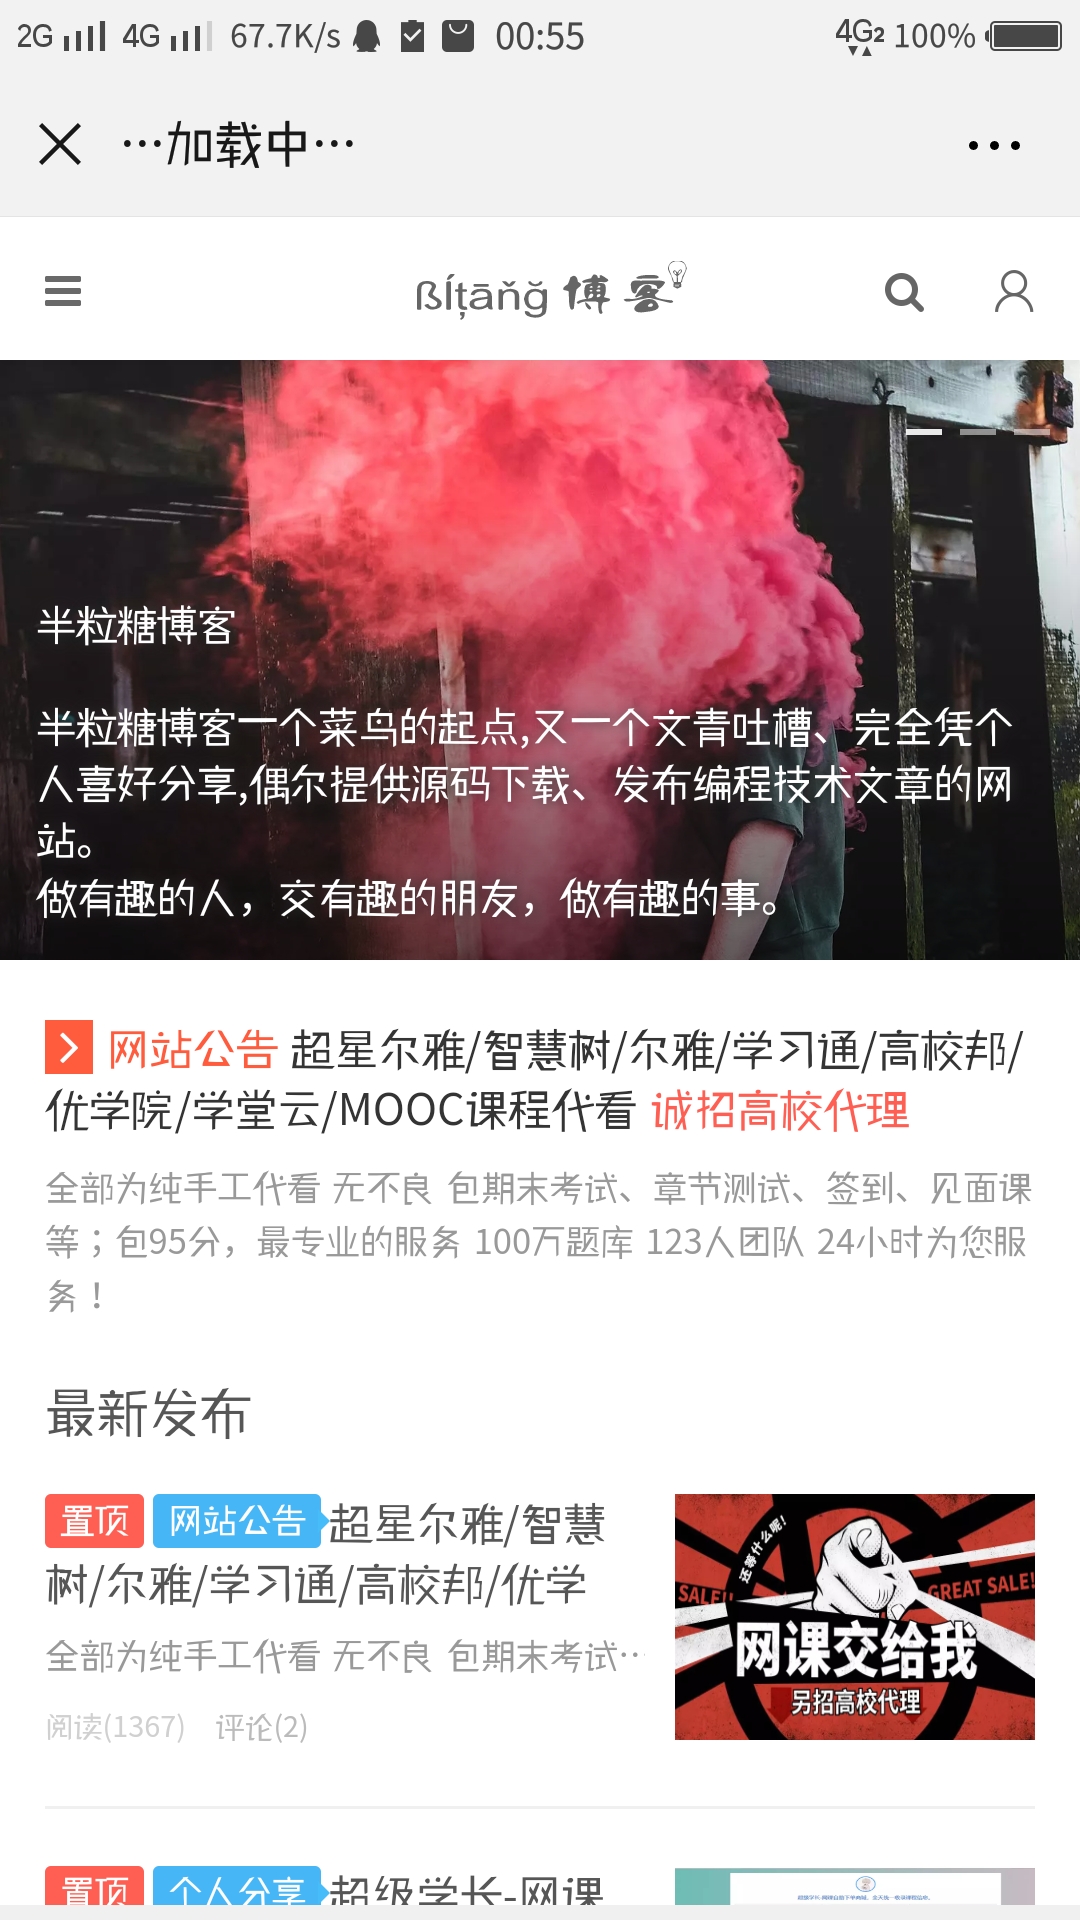 2G 4G 67.7K/s 00:55 4G2 100%
…加载中…
ßÍţāňğ 博客
半粒糖博客
半粒糖博客一个菜鸟的起点,又一个文青吐槽、完全凭个
人喜好分享,偶尔提供源码下载、发布编程技术文章的网
站。
做有趣的人，交有趣的朋友，做有趣的事。
网站公告 超星尔雅/智慧树/尔雅/学习通/高校邦/
优学院/学堂云/MOOC课程代看 诚招高校代理
全部为纯手工代看 无不良 包期末考试、章节测试、签到、见面课
等；包95分，最专业的服务 100万题库 123人团队 24小时为您服
务！
最新发布
置顶 网站公告 超星尔雅/智慧
树/尔雅/学习通/高校邦/优学
全部为纯手工代看 无不良 包期末考试…
阅读(1367) 评论(2)
还等什么呢!
SALE!!
GREAT SALE!
网课交给我
另招高校代理
置顶 个人分享 超级学长-网课